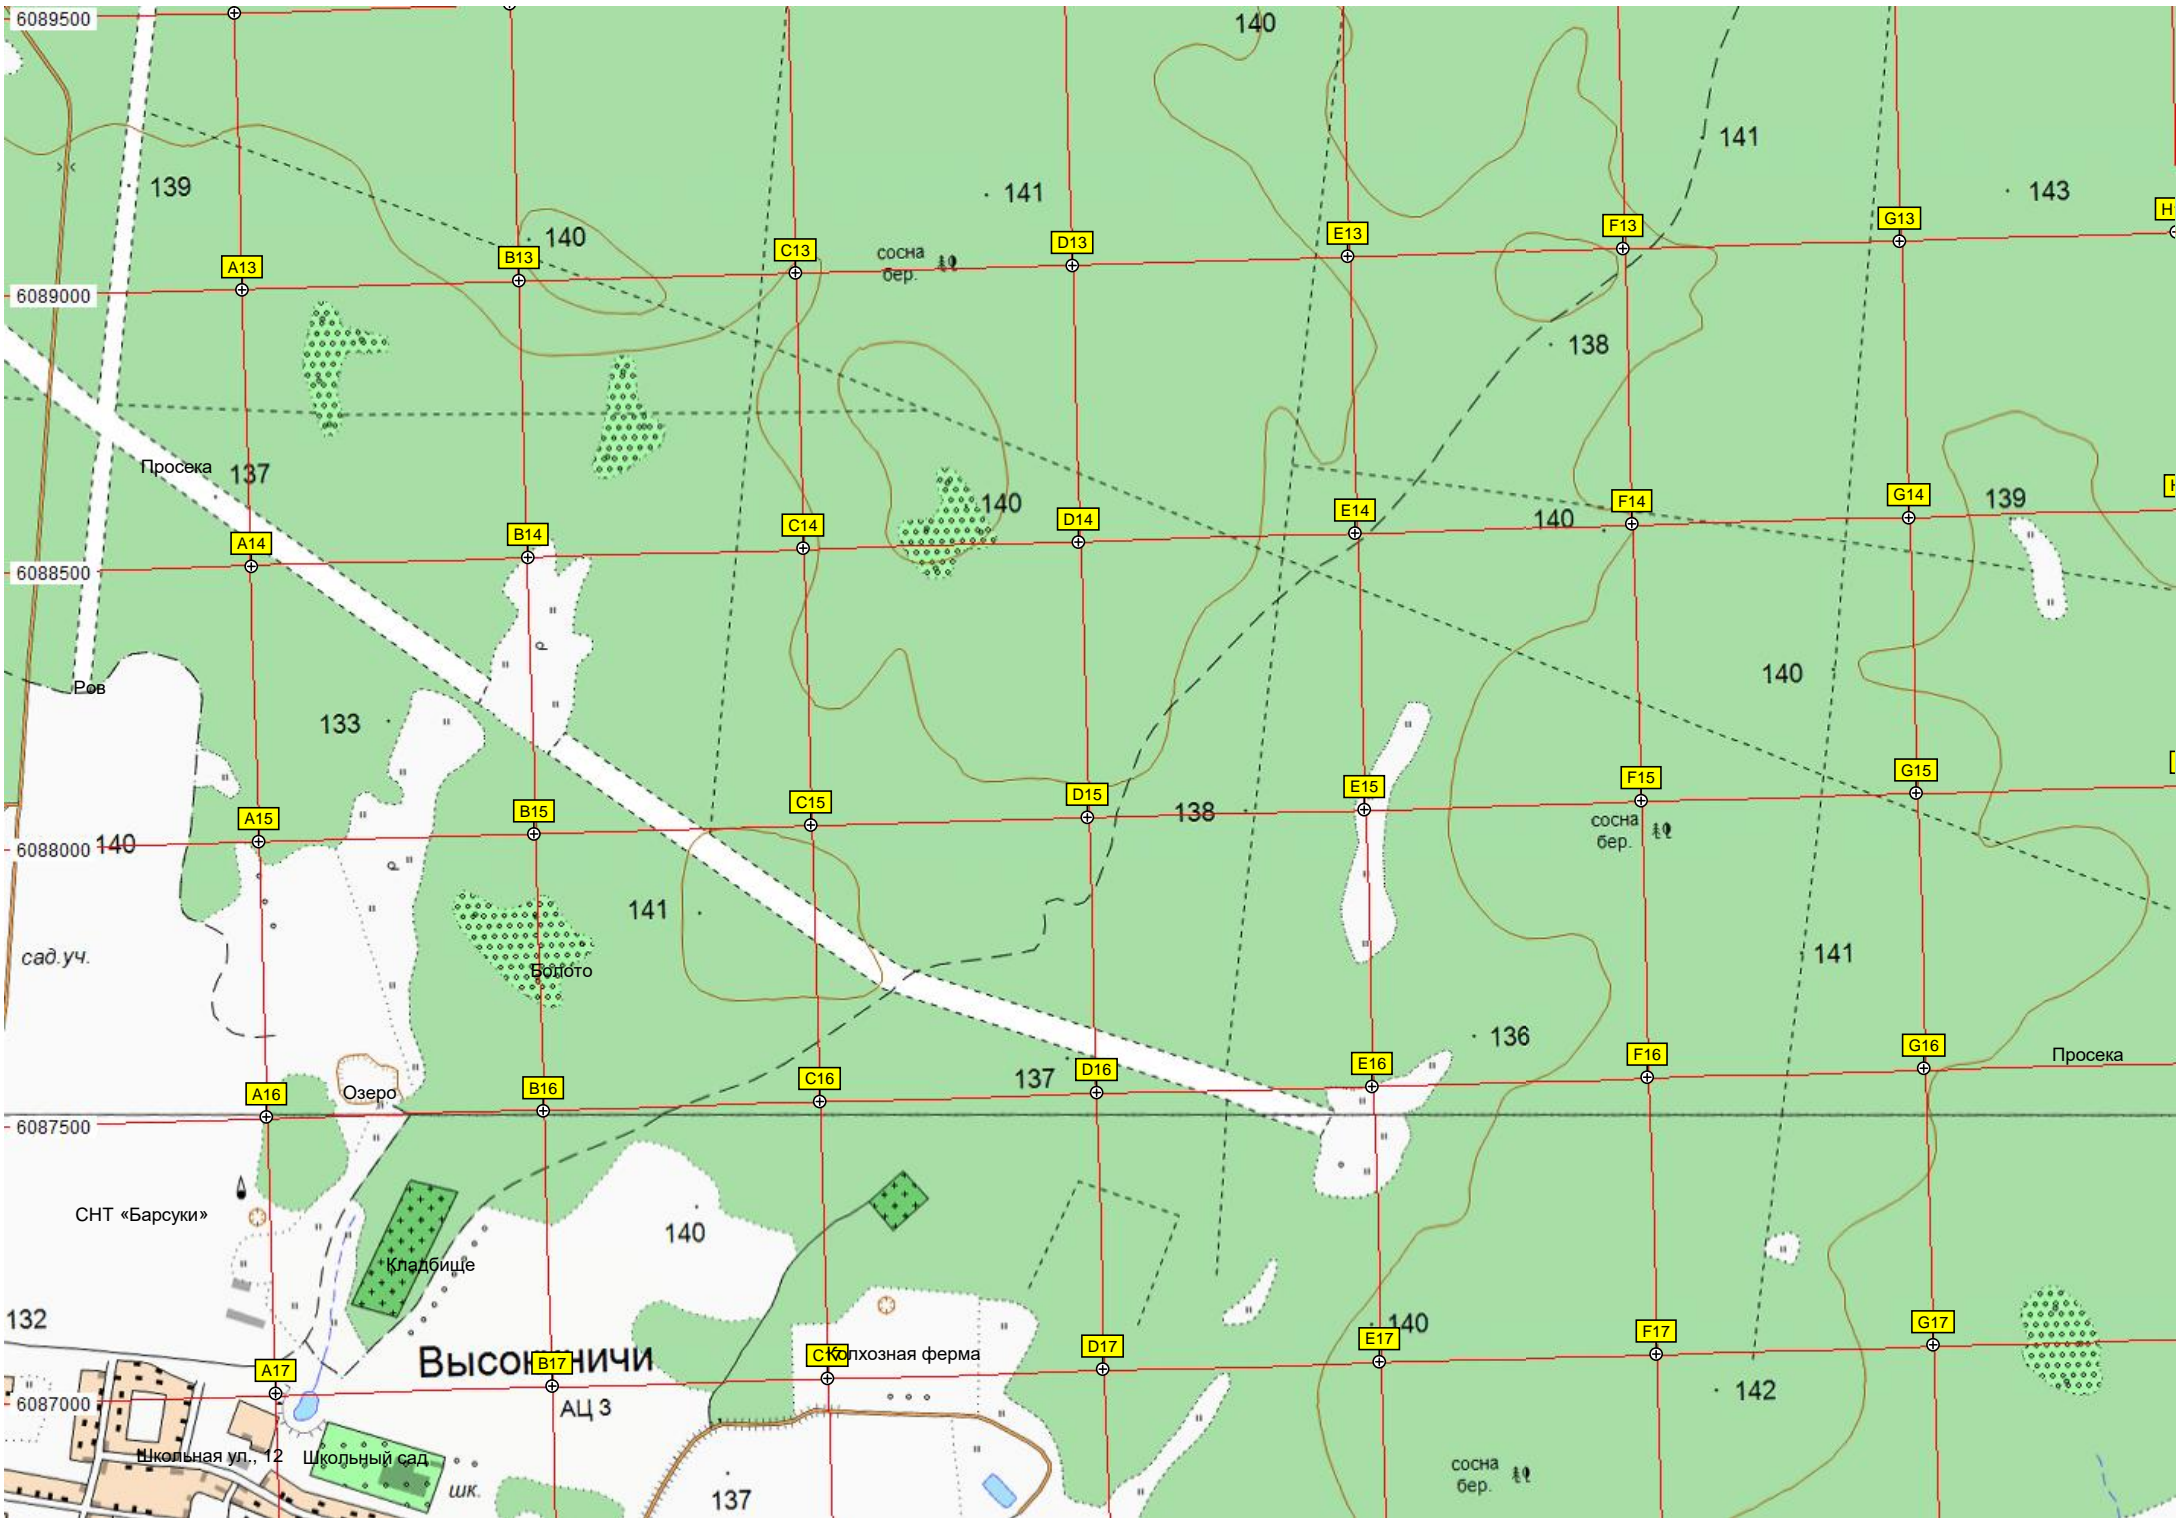 6089500
140
141
139
141
143
H
G13
F13
E13
D13
C13
140
B13
A13
сосна
бер.
6089000
138
Просека
137
140
139
G14
F14
140
E14
D14
C14
B14
A14
6088500
Ров
133
140
G15
F15
E15
D15
138
C15
B15
A15
сосна
бер.
6088000
140
141
сад.уч.
Болото
141
136
Просека
G16
F16
E16
137
D16
C16
B16
A16
Озеро
6087500
СНТ «Барсуки»
140
Кладбище
132
140
G17
F17
E17
D17
Колхозная ферма
B17
A17
АЦ 3
6087000
142
Школьная ул., 12
Школьный сад
шк.
137
сосна
бер.